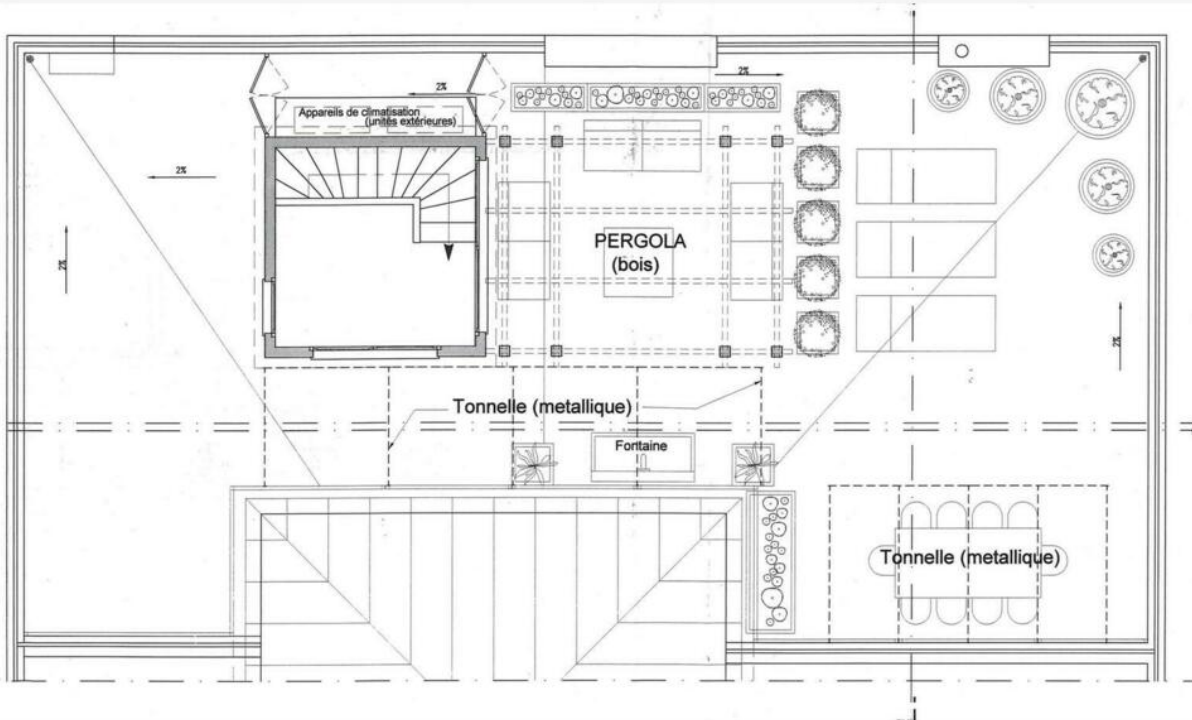 2%
2%
Appareils de climatisation
(unités extérieures)
2%
2%
PERGOLA
(bois)
2%
Tonnelle (metallique)
Fontaine
Tonnelle (metallique)